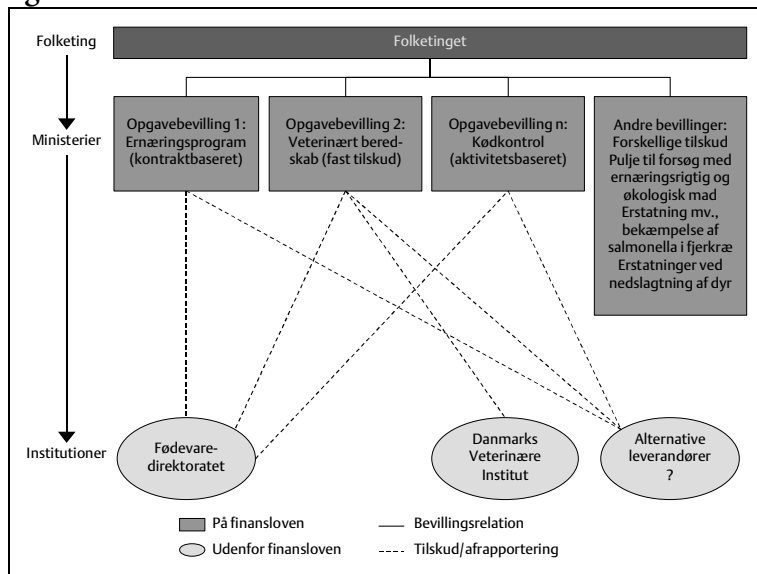 Folketing
Folketinget
Ministerier
Opgavebevilling 1:
Ernæringsprogram
(kontraktbaseret)
Opgavebevilling 2:
Veterinært bered-
skab (fast tilskud)
Opgavebevilling n:
Kødkontrol
(aktivitetsbaseret)
Andre bevillinger:
Forskellige tilskud
Pulje til forsøg med
ernæringsrigtig og
økologisk mad
Erstatning mv.,
bekæmpelse af
salmonella i fjerkræ
Erstatninger ved
nedslagtning af dyr
Institutioner
Fødevare-
direktoratet
Danmarks
Veterinære
Institut
Alternative
leverandører
?
På finansloven
Bevillingsrelation
Udenfor finansloven
Tilskud/afrapportering